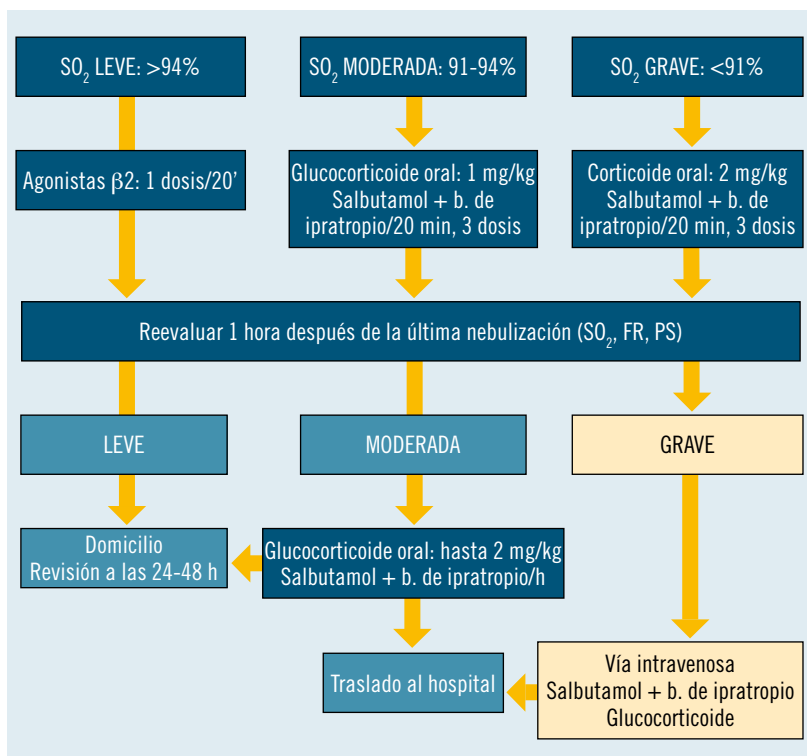 SO₂ LEVE: >94%
SO₂ MODERADA: 91-94%
SO₂ GRAVE: <91%
Agonistas β2: 1 dosis/20’
Glucocorticoide oral: 1 mg/kg
Salbutamol + b. de
ipratropio/20 min, 3 dosis
Corticoide oral: 2 mg/kg
Salbutamol + b. de
ipratropio/20 min, 3 dosis
Reevaluar 1 hora después de la última nebulización (SO₂, FR, PS)
LEVE
MODERADA
GRAVE
Domicilio
Revisión a las 24-48 h
Glucocorticoide oral: hasta 2 mg/kg
Salbutamol + b. de ipratropio/h
Traslado al hospital
Vía intravenosa
Salbutamol + b. de ipratropio
Glucocorticoide